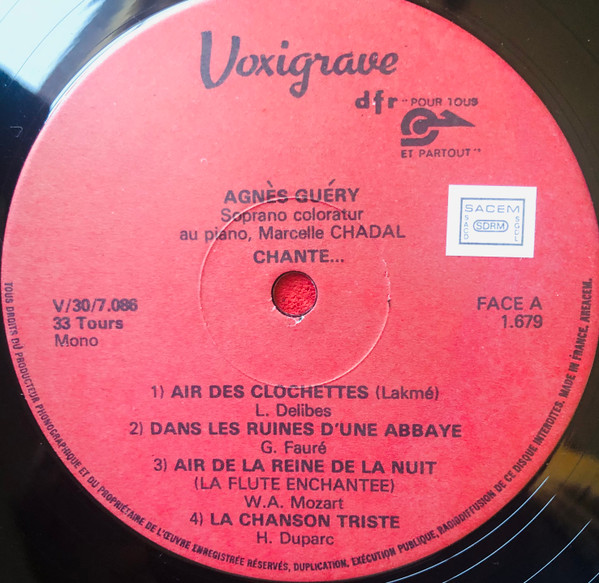 Voxigrave
dfr "POUR TOUS
ET PARTOUT"
AGNÈS GUÉRY
Soprano coloratur
au piano, Marcelle CHADAL
CHANTE...
SACEM
SACD
SDRM
SGDL
V/30/7.086
33 Tours
Mono
FACE A
1.679
1) AIR DES CLOCHETTES (Lakmé)
L. Delibes
2) DANS LES RUINES D'UNE ABBAYE
G. Fauré
3) AIR DE LA REINE DE LA NUIT
(LA FLUTE ENCHANTEE)
W.A. Mozart
4) LA CHANSON TRISTE
H. Duparc
TOUS DROITS DU PRODUCTEUR PHONOGRAPHIQUE ET DU PROPRIÉTAIRE DE L'ŒUVRE ENREGISTRÉE RÉSERVÉS, DUPLICATION, EXÉCUTION PUBLIQUE, RADIODIFFUSION DE CE DISQUE INTERDITES. MADE IN FRANCE, AREACEM.